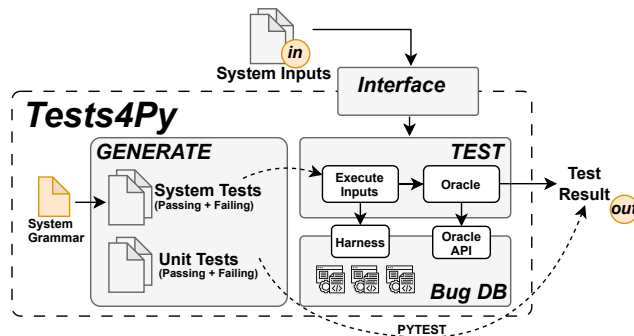 in
System Inputs
Interface
Tests4Py
GENERATE
System Tests
(Passing + Failing)
Unit Tests
(Passing + Failing)
System
Grammar
TEST
Execute
Inputs
Oracle
Harness
Oracle
API
Bug DB
Test
Result
out
PYTEST